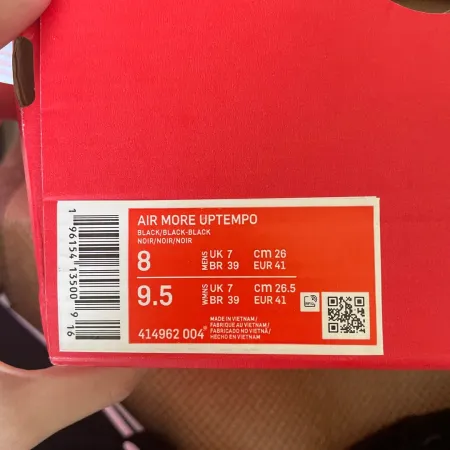 AIR MORE UPTEMPO
BLACK/BLACK-BLACK
NOIR/NOIR/NOIR
8 MENS UK 7 CM 26
BR 39 EUR 41
9.5 WMNS UK 7 CM 26.5
BR 39 EUR 41
414962 004
MADE IN VIETNAM/
FABRIQUÉ AU VIETNAM/
FABRICADO NO VIETNÃ/
HECHO EN VIETNAM
1 96154 13500 9 16